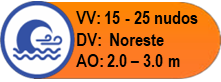 VV: 15 - 25 nudos
DV: Noreste
AO: 2.0 – 3.0 m